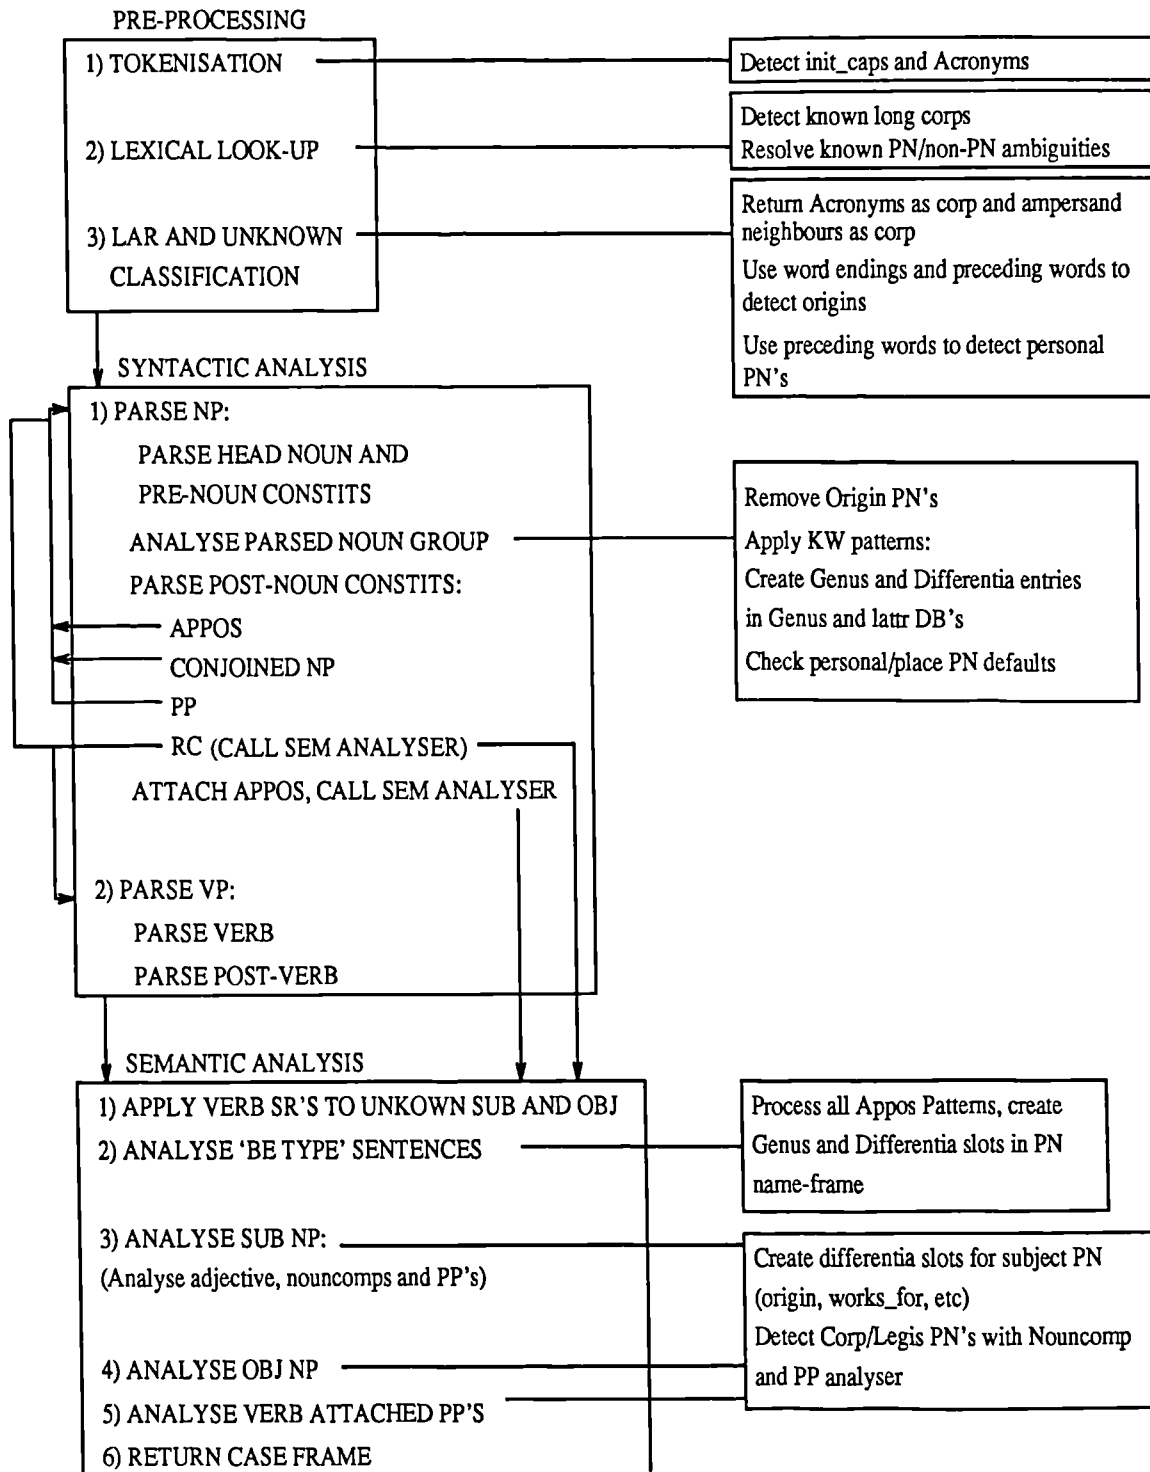 PRE-PROCESSING
1) TOKENISATION
Detect init_caps and Acronyms
2) LEXICAL LOOK-UP
Detect known long corps
Resolve known PN/non-PN ambiguities
3) LAR AND UNKNOWN
CLASSIFICATION
Return Acronyms as corp and ampersand
neighbours as corp
Use word endings and preceding words to
detect origins
Use preceding words to detect personal
PN's
SYNTACTIC ANALYSIS
1) PARSE NP:
PARSE HEAD NOUN AND
PRE-NOUN CONSTITS
ANALYSE PARSED NOUN GROUP
PARSE POST-NOUN CONSTITS:
APPOS
CONJOINED NP
PP
RC (CALL SEM ANALYSER)
ATTACH APPOS, CALL SEM ANALYSER
Remove Origin PN's
Apply KW patterns:
Create Genus and Differentia entries
in Genus and lattr DB's
Check personal/place PN defaults
2) PARSE VP:
PARSE VERB
PARSE POST-VERB
SEMANTIC ANALYSIS
1) APPLY VERB SR'S TO UNKOWN SUB AND OBJ
2) ANALYSE 'BE TYPE' SENTENCES
Process all Appos Patterns, create
Genus and Differentia slots in PN
name-frame
3) ANALYSE SUB NP:
(Analyse adjective, nouncomps and PP's)
4) ANALYSE OBJ NP
5) ANALYSE VERB ATTACHED PP'S
6) RETURN CASE FRAME
Create differentia slots for subject PN
(origin, works_for, etc)
Detect Corp/Legis PN's with Nouncomp
and PP analyser